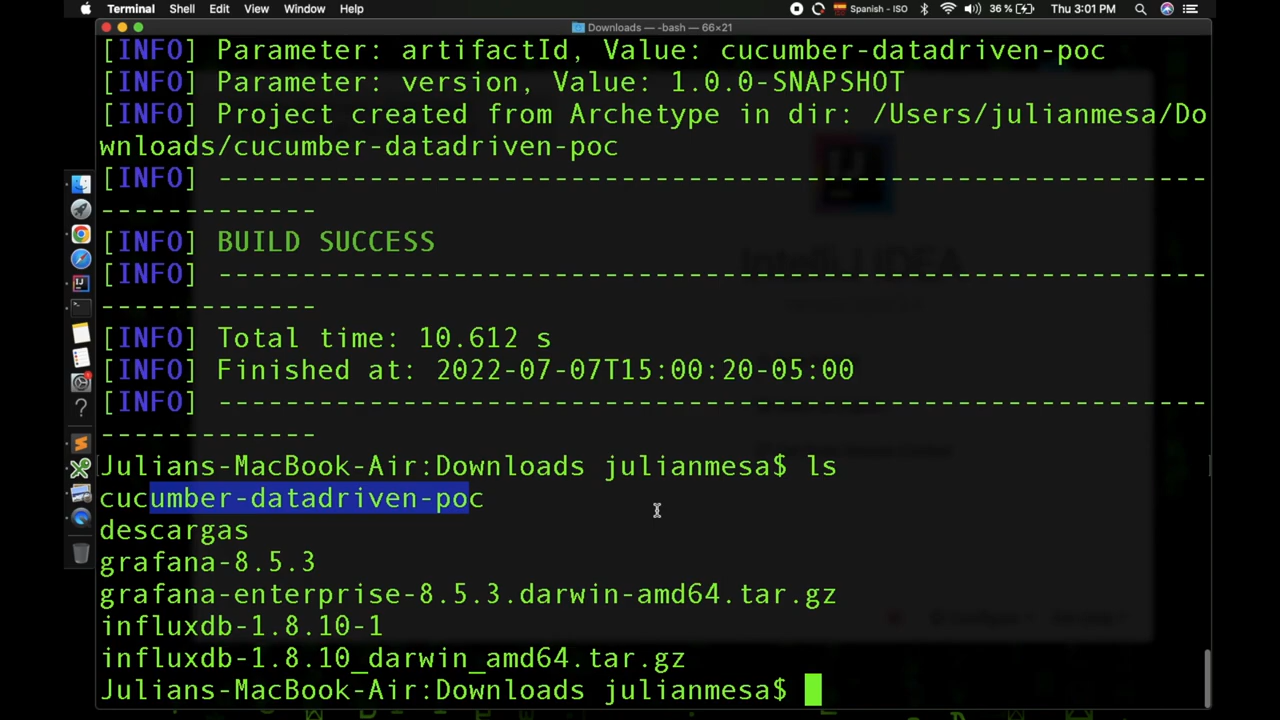 Terminal Shell Edit View Window Help Spanish - ISO 36 % Thu 3:01 PM
Downloads — -bash — 66×21
[INFO] Parameter: artifactId, Value: cucumber-datadriven-poc
[INFO] Parameter: version, Value: 1.0.0-SNAPSHOT
[INFO] Project created from Archetype in dir: /Users/julianmesa/Do
wnloads/cucumber-datadriven-poc
[INFO] ----------------------------------------------------------
-------------
[INFO] BUILD SUCCESS
[INFO] ----------------------------------------------------------
-------------
[INFO] Total time: 10.612 s
[INFO] Finished at: 2022-07-07T15:00:20-05:00
[INFO] ----------------------------------------------------------
-------------
Julians-MacBook-Air:Downloads julianmesa$ ls
cucumber-datadriven-poc
descargas
grafana-8.5.3
grafana-enterprise-8.5.3.darwin-amd64.tar.gz
influxdb-1.8.10-1
influxdb-1.8.10_darwin_amd64.tar.gz
Julians-MacBook-Air:Downloads julianmesa$
IntelliJ IDEA